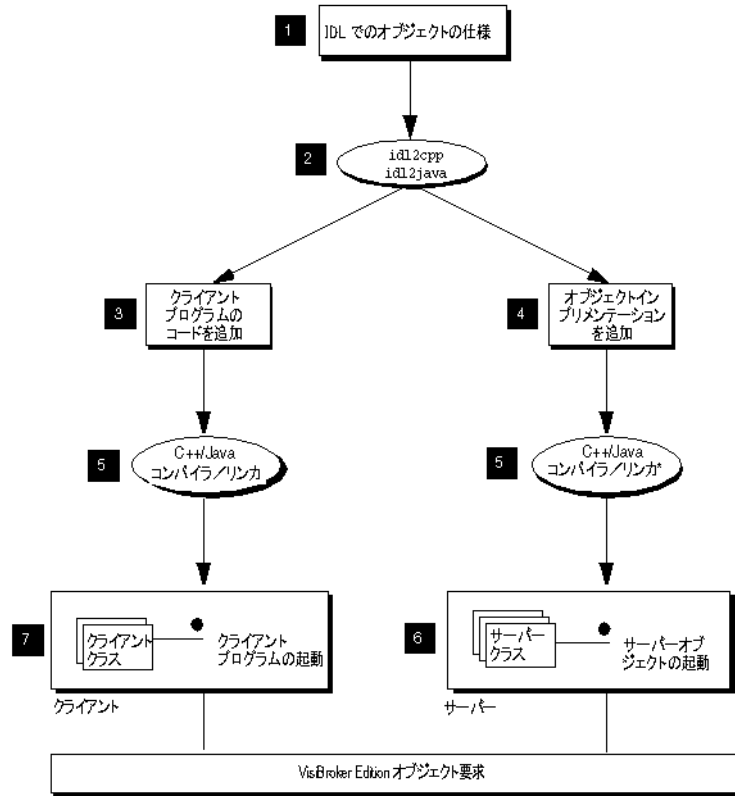 1
IDL でのオブジェクトの仕様
2
idl2cpp
idl2java
3
クライアント
プログラムの
コードを追加
4
オブジェクトイン
プリメンテーション
を追加
5
C++/Java
コンパイラ／リンカ
5
C++/Java
コンパイラ／リンカ*
7
クライアント
クラス
クライアント
プログラムの起動
クライアント
6
サーバー
クラス
サーバーオブ
ジェクトの起動
サーバー
VisiBroker Edition オブジェクト要求